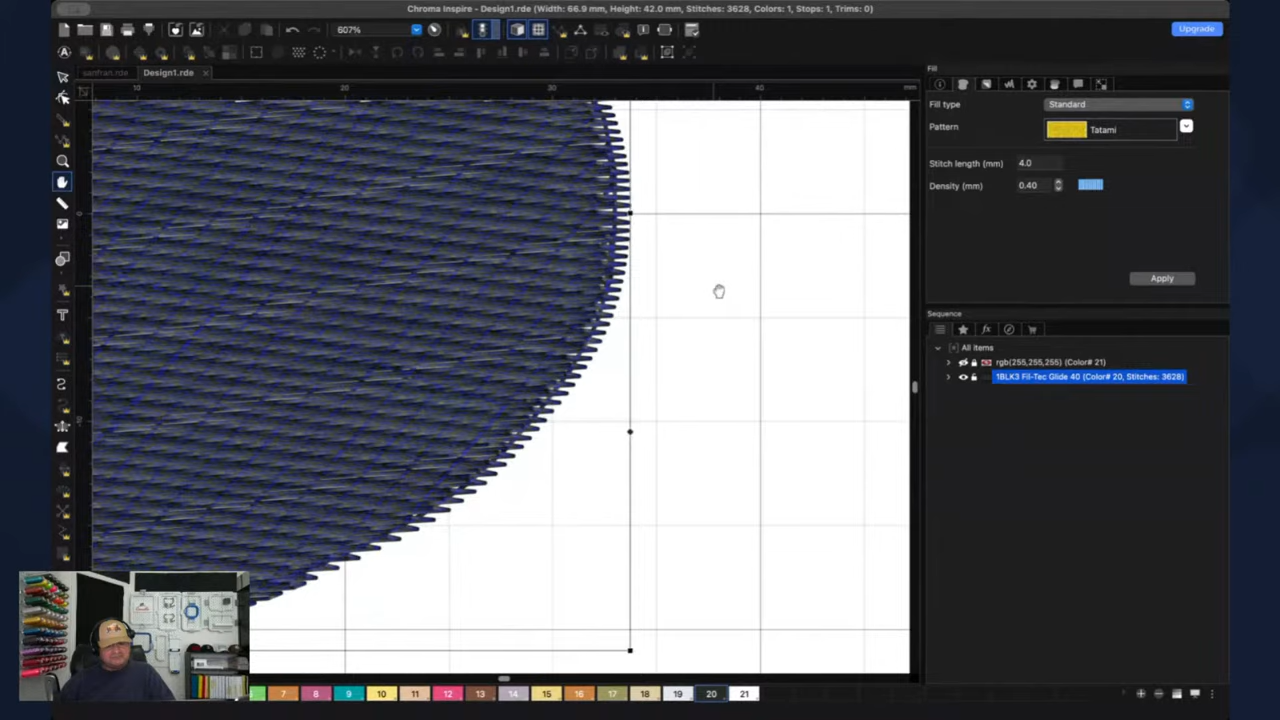 Chroma Inspire - Design1.rde (Width: 66.9 mm, Height: 42.0 mm, Stitches: 3628, Colors: 1, Stops: 1, Trims: 0)
607%
Upgrade
sanfran.rde
Design1.rde
Fill
10
20
30
40
mm
Fill type
Standard
Pattern
Tatami
Stitch length (mm)
4.0
Density (mm)
0.40
Apply
Sequence
All items
rgb(255,255,255) (Color# 21)
1BLK3 Fil-Tec Glide 40 (Color# 20, Stitches: 3628)
7
8
9
10
11
12
13
14
15
16
17
18
19
20
21